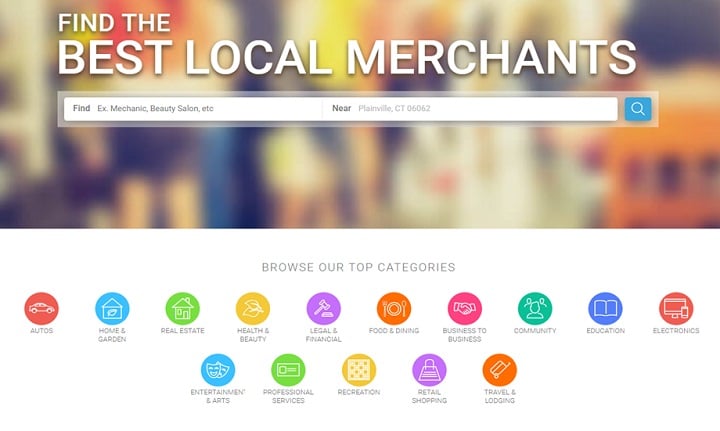 FIND THE
BEST LOCAL MERCHANTS
Find Ex. Mechanic, Beauty Salon, etc Near Plainville, CT 06062
BROWSE OUR TOP CATEGORIES
AUTOS
HOME &
GARDEN
REAL ESTATE
HEALTH &
BEAUTY
LEGAL &
FINANCIAL
FOOD & DINING
BUSINESS TO
BUSINESS
COMMUNITY
EDUCATION
ELECTRONICS
ENTERTAINMEN
& ARTS
PROFESSIONAL
SERVICES
RECREATION
RETAIL
SHOPPING
TRAVEL &
LODGING